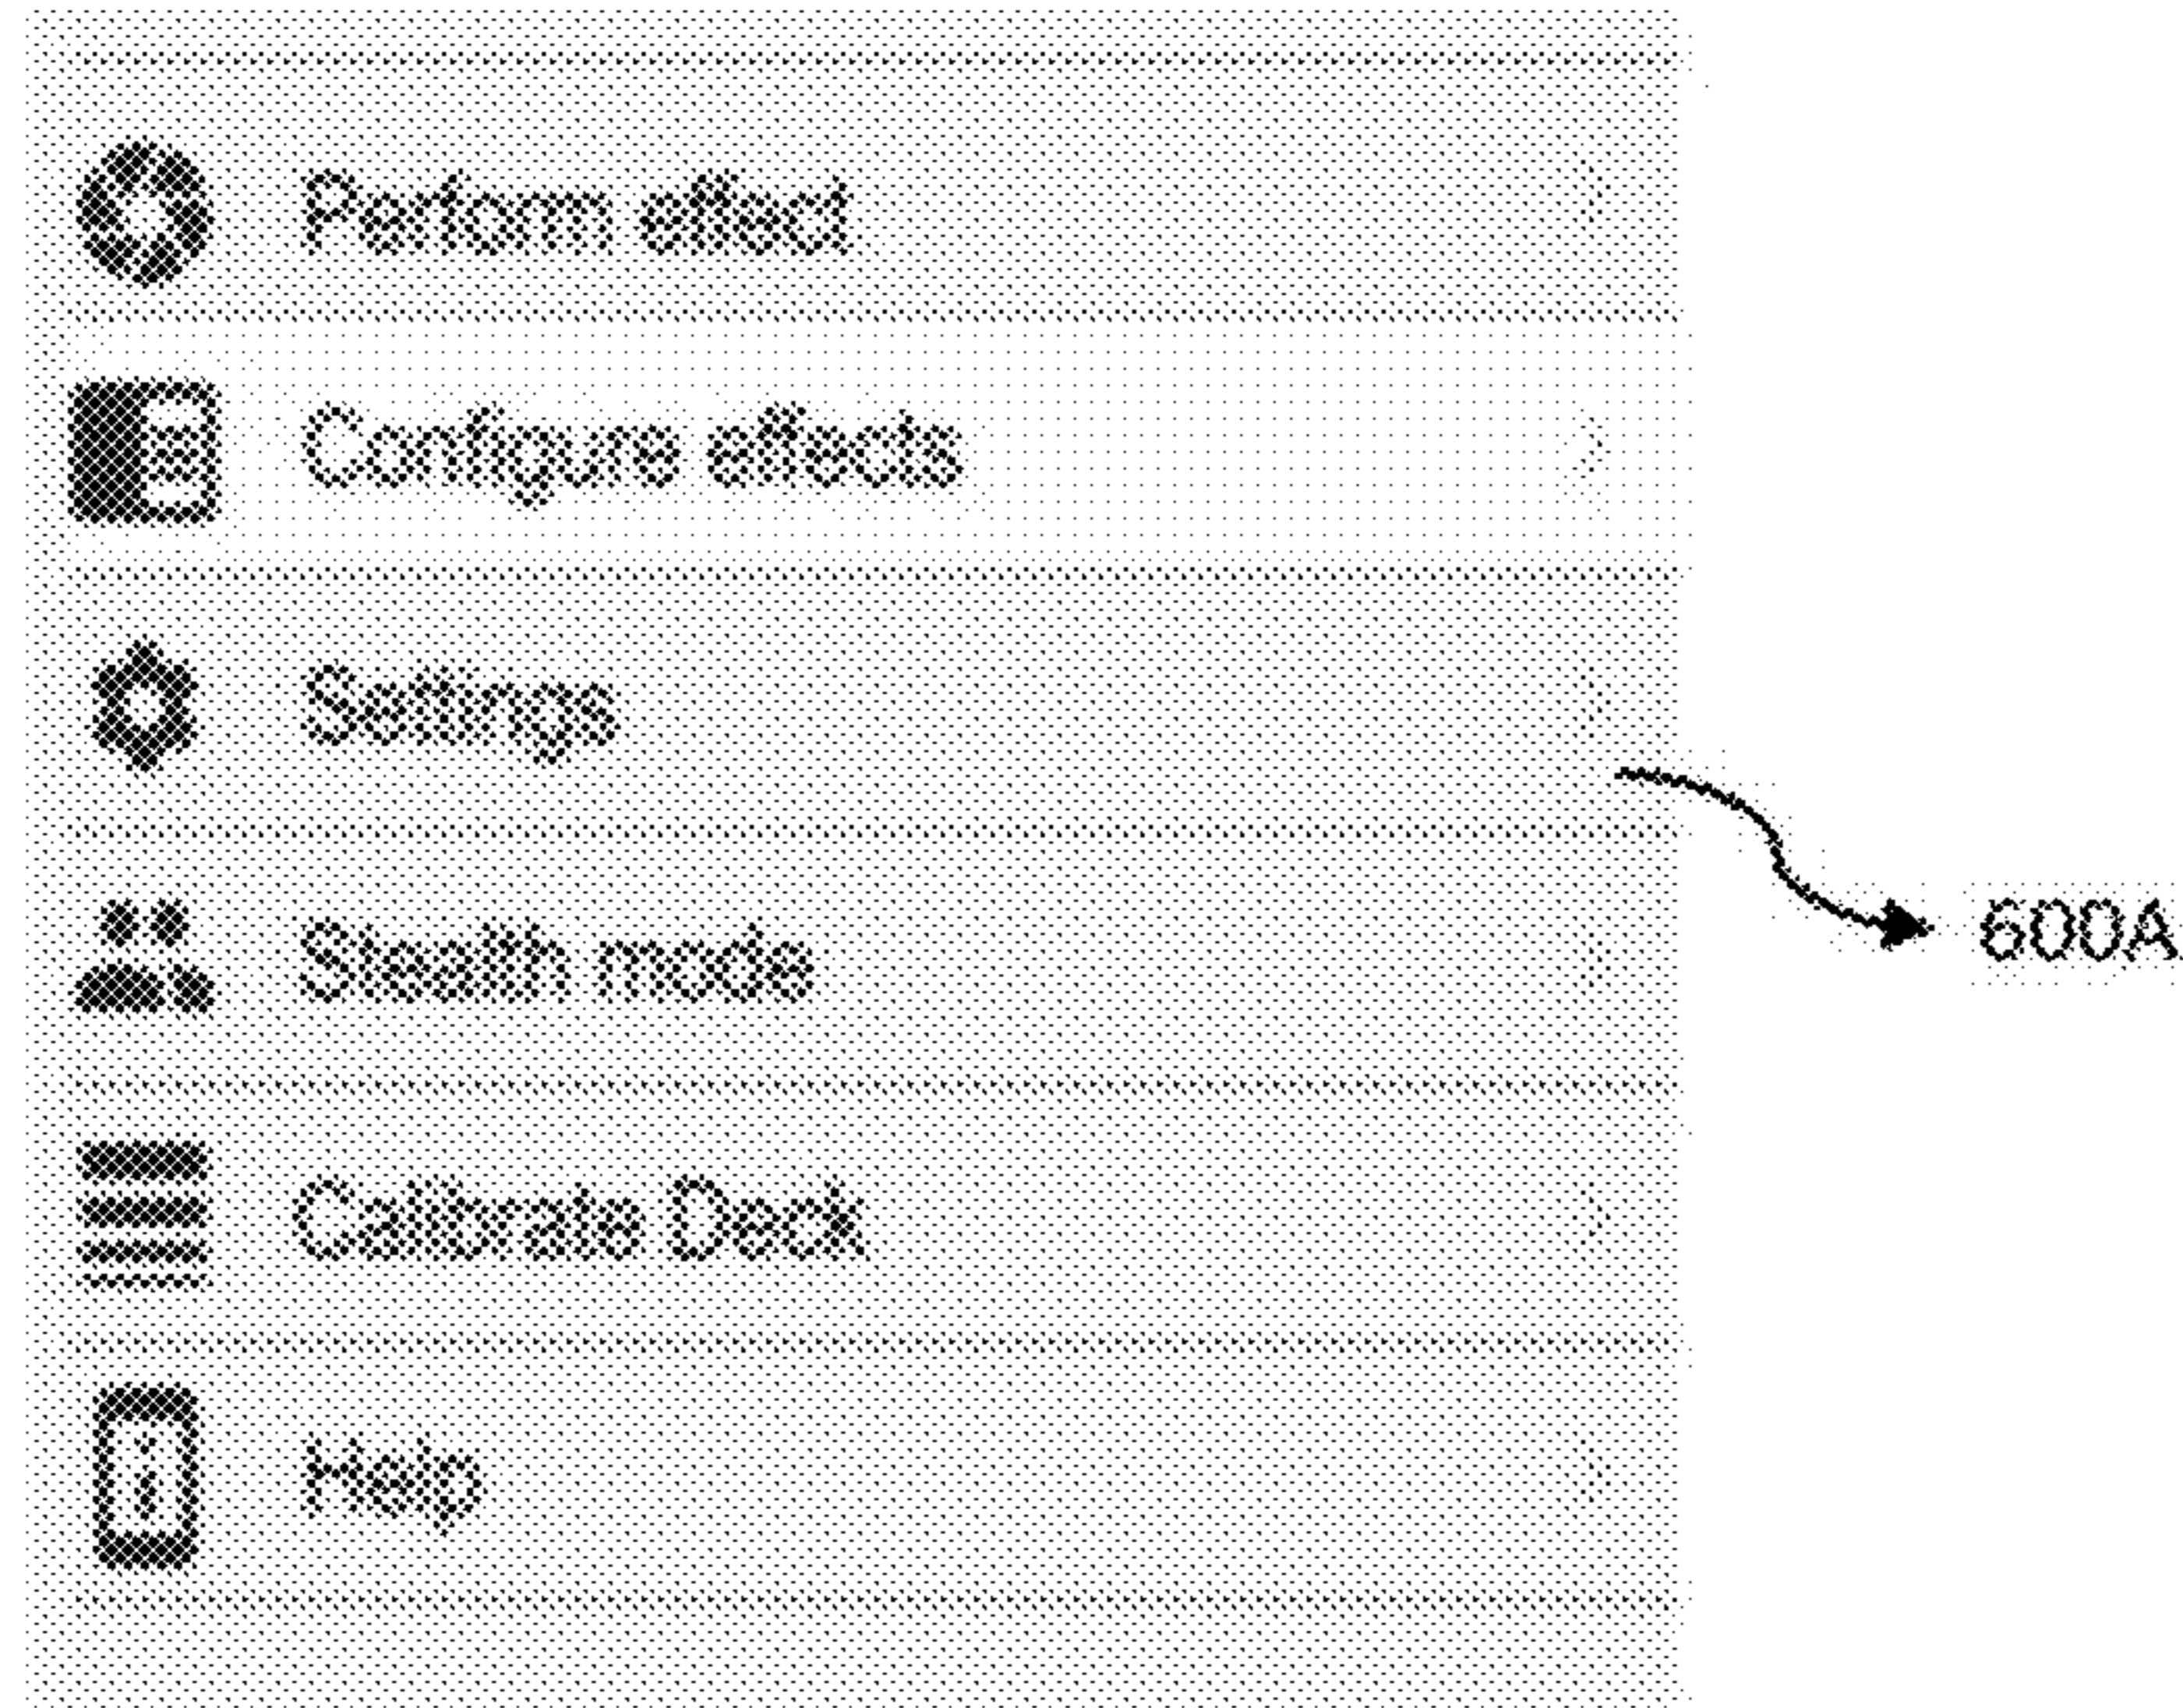 Perform effect
Configure effects
Settings
Stealth mode
600A
Calibrate Deck
Help